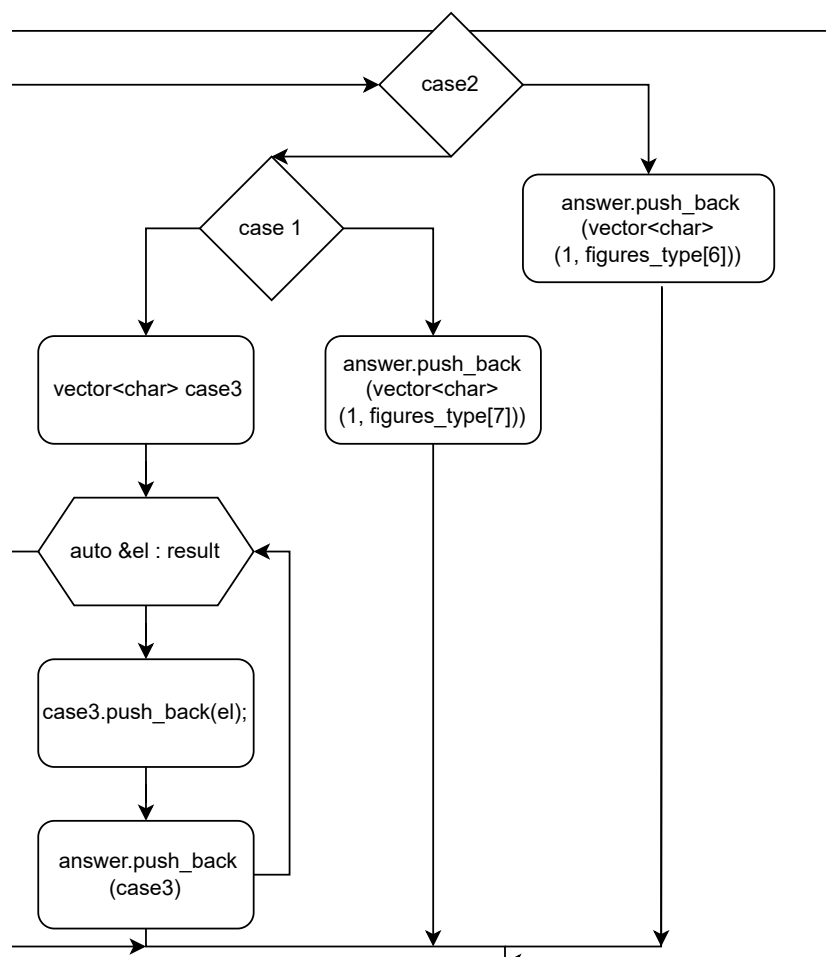 case2
answer.push_back
(vector<char>
(1, figures_type[6]))
case 1
vector<char> case3
answer.push_back
(vector<char>
(1, figures_type[7]))
auto &el : result
case3.push_back(el);
answer.push_back
(case3)